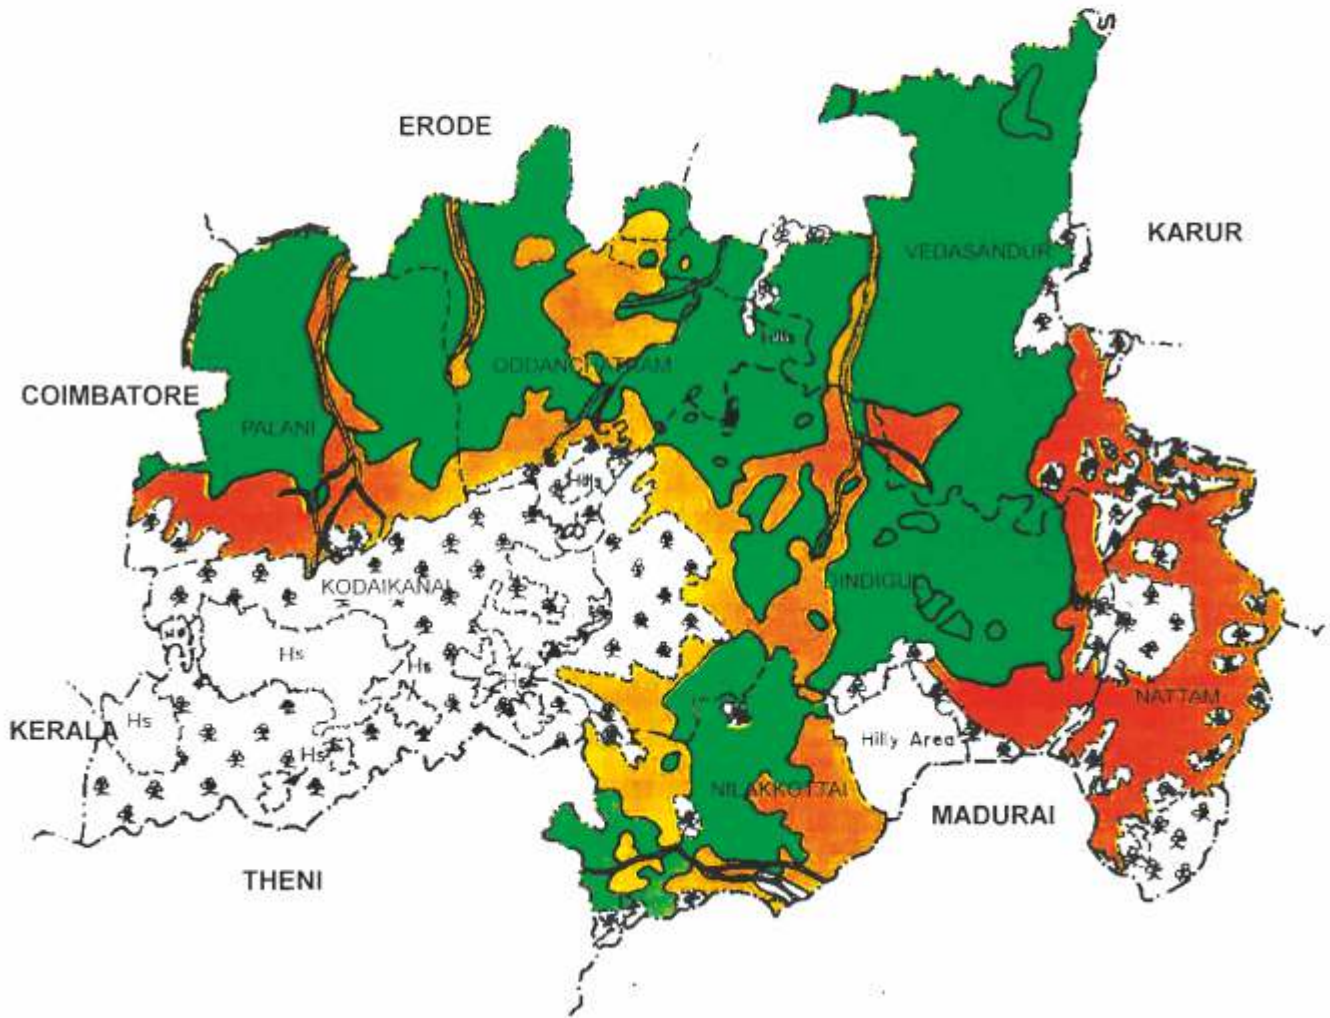 S
ERODE
KARUR
VEDASANDUR
Hills
ODDANCHATRAM
COIMBATORE
PALANI
Hills
KODAIKANAL
DINDIGUL
Hs
Hs
Hs
NATTAM
Hs
KERALA
Hilly Area
Hs
NILAKKOTTAI
MADURAI
THENI